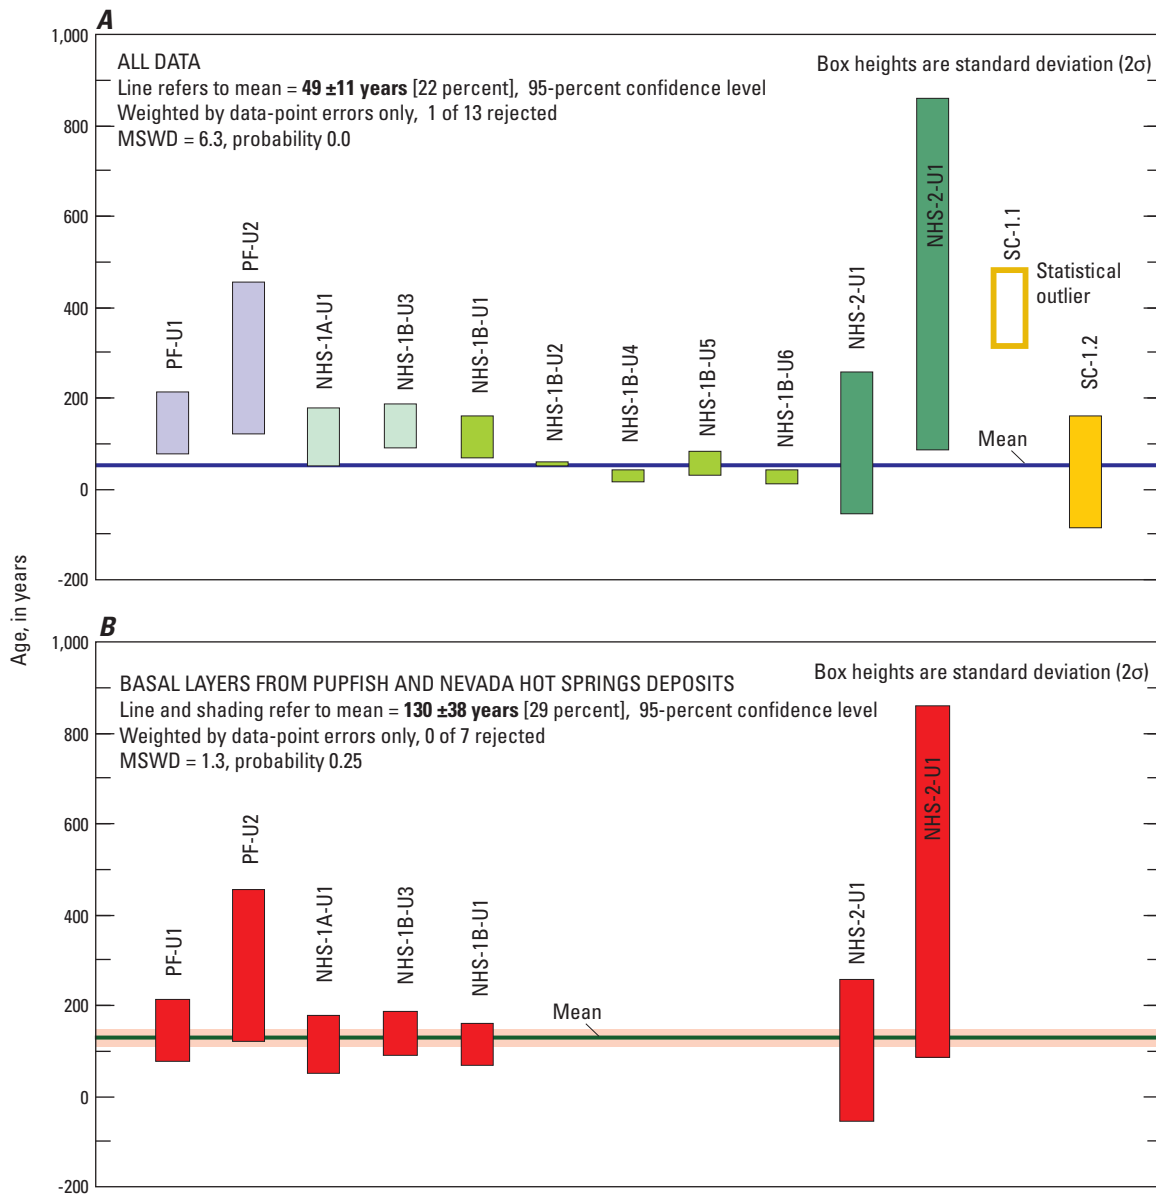 A
1,000
800
600
400
200
0
-200
ALL DATA
Line refers to mean = 49 ±11 years [22 percent], 95-percent confidence level
Weighted by data-point errors only, 1 of 13 rejected
MSWD = 6.3, probability 0.0
Box heights are standard deviation (2σ)
PF-U1
PF-U2
NHS-1A-U1
NHS-1B-U3
NHS-1B-U1
NHS-1B-U2
NHS-1B-U4
NHS-1B-U5
NHS-1B-U6
NHS-2-U1
NHS-2-U1
SC-1.1
Statistical
outlier
SC-1.2
Mean
Age, in years
B
1,000
800
600
400
200
0
-200
BASAL LAYERS FROM PUPFISH AND NEVADA HOT SPRINGS DEPOSITS
Line and shading refer to mean = 130 ±38 years [29 percent], 95-percent confidence level
Weighted by data-point errors only, 0 of 7 rejected
MSWD = 1.3, probability 0.25
Box heights are standard deviation (2σ)
PF-U1
PF-U2
NHS-1A-U1
NHS-1B-U3
NHS-1B-U1
Mean
NHS-2-U1
NHS-2-U1